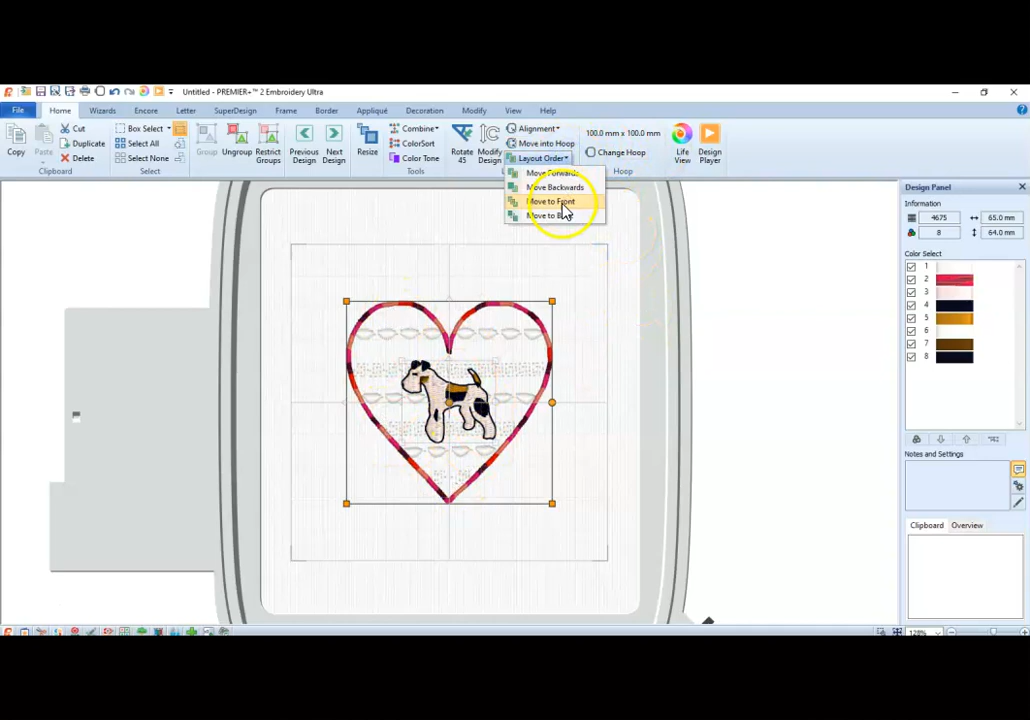 Untitled - PREMIER+™ 2 Embroidery Ultra
File Home Wizards Encore Letter SuperDesign Frame Border Appliqué Decoration Modify View Help
Copy Paste Cut Duplicate Delete
Box Select Select All Select None
Group Ungroup Restrict Groups
Previous Design Next Design
Resize Combine ColorSort Color Tone
Rotate 45 Modify Design
Alignment Move into Hoop Layout Order
100.0 mm x 100.0 mm
Change Hoop
Life View Design Player
Clipboard Select Tools Hoop
Move Forwards
Move Backwards
Move to Front
Move to
Design Panel
Information
4675 65.0 mm
8 64.0 mm
Color Select
1
2
3
4
5
6
7
8
Notes and Settings
Clipboard Overview
128%